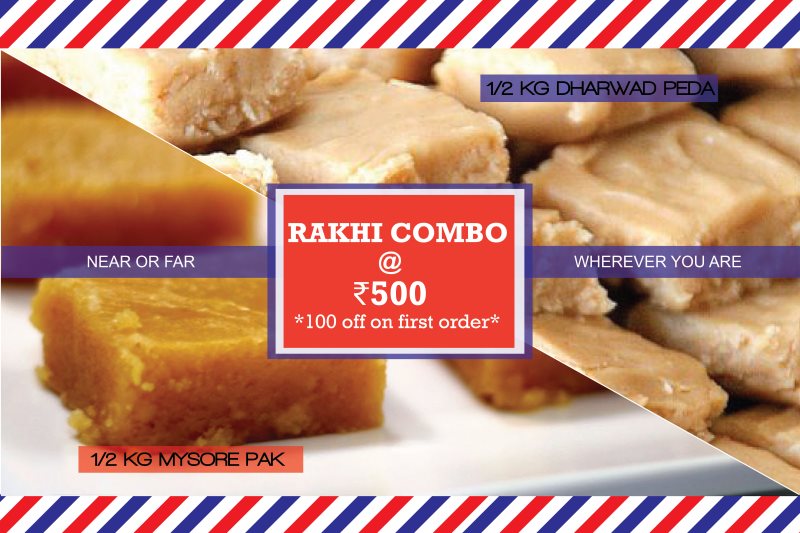 1/2 KG DHARWAD PEDA
RAKHI COMBO
@
₹500
*100 off on first order*
NEAR OR FAR
WHEREVER YOU ARE
1/2 KG MYSORE PAK